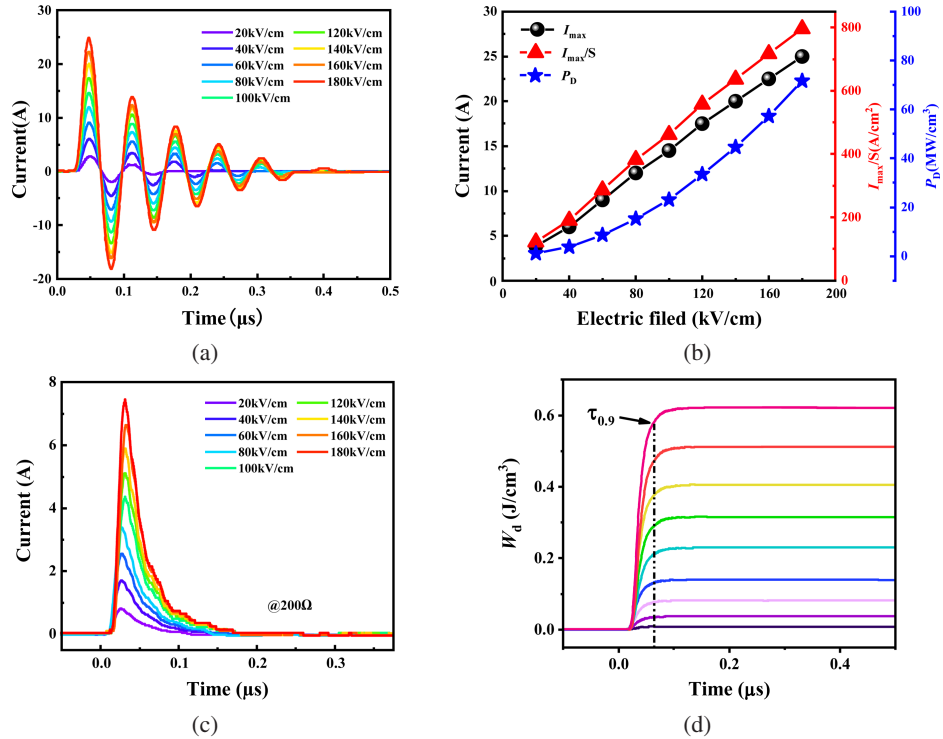 30
20
10
0
-10
20
Current(A)
0.0 0.1 0.2 0.3 0.4 0.5
Time(μs)
20kV/cm 120kV/cm
40kV/cm 140kV/cm
60kV/cm 160kV/cm
80kV/cm 180kV/cm
100kV/cm
(a)
30
25
20
15
10
5
0
Current (A)
Imax
Imax/S
PD
0 40 80 120 160 200
Electric filed (kV/cm)
800
600
400
200
0
Imax/S(A/cm²)
100
80
60
40
20
0
PD(MW/cm³)
(b)
8
6
4
2
0
Current (A)
20kV/cm 120kV/cm
40kV/cm 140kV/cm
60kV/cm 160kV/cm
80kV/cm 180kV/cm
100kV/cm
@200Ω
0.0 0.1 0.2 0.3
Time (μs)
(c)
0.6
0.4
0.2
0.0
Wd (J/cm³)
τ0.9
0.0 0.2 0.4
Time (μs)
(d)